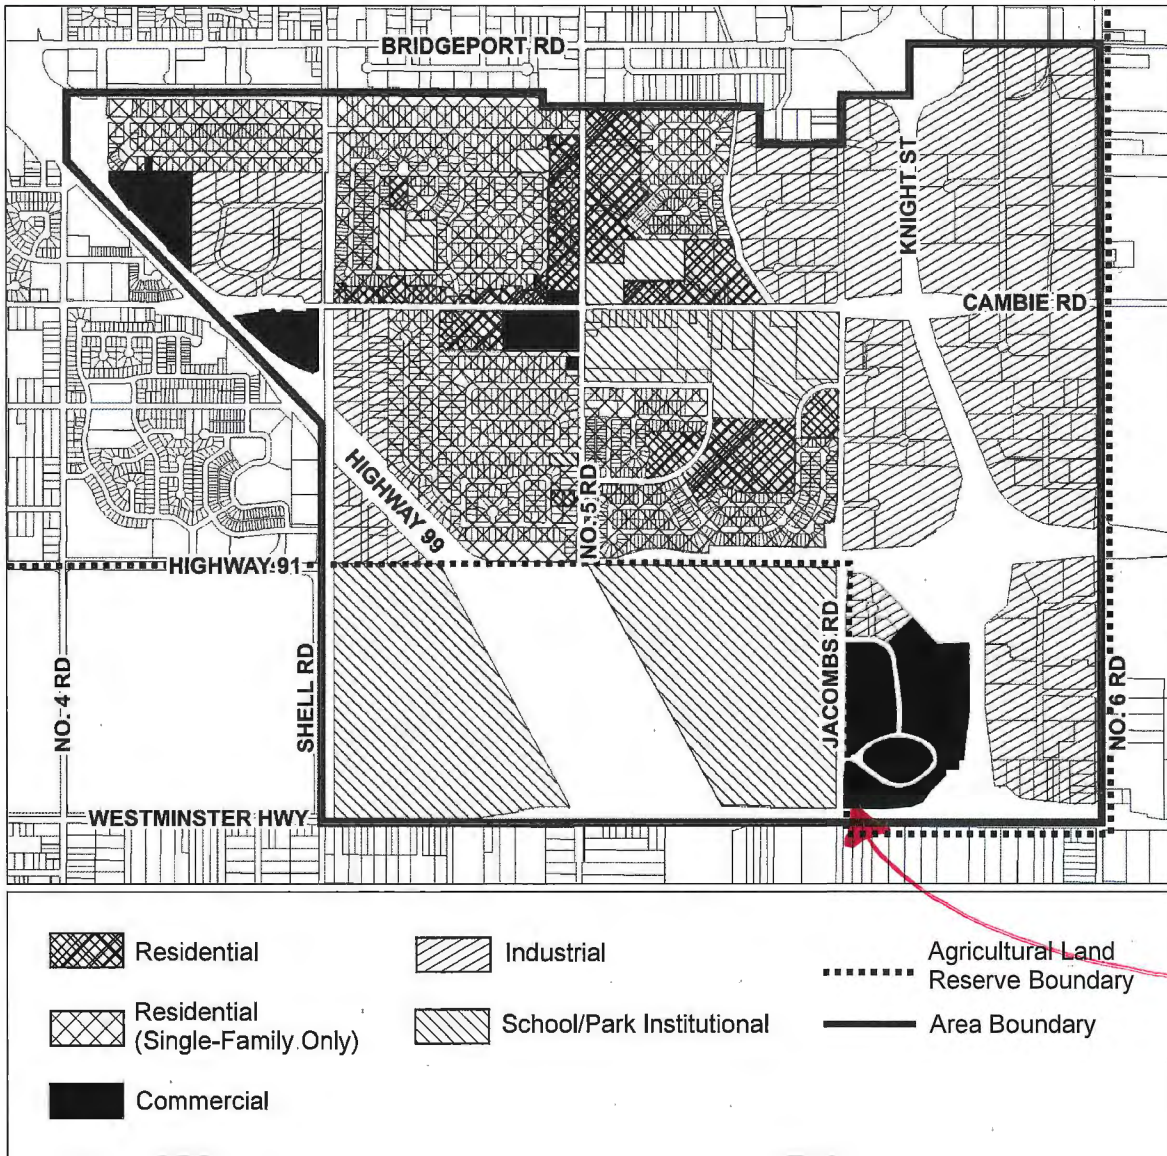 BRIDGEPORT RD
KNIGHT ST
CAMBIE RD
HIGHWAY 99
NO. 5 RD
HIGHWAY 91
NO. 4 RD
SHELL RD
JACOMBS RD
NO. 6 RD
WESTMINSTER HWY
Residential
Industrial
Agricultural Land
Reserve Boundary
Residential
(Single-Family Only)
School/Park Institutional
Area Boundary
Commercial